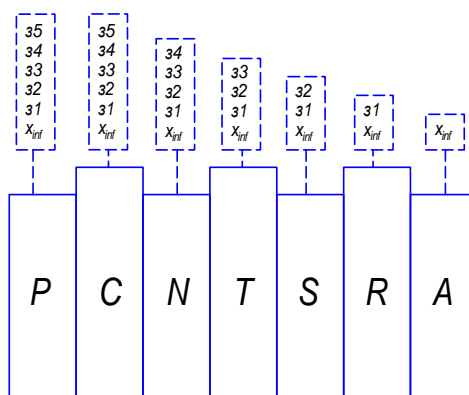 з5
з4
з3
з2
з1
x_inf
з5
з4
з3
з2
з1
x_inf
з4
з3
з2
з1
x_inf
з3
з2
з1
x_inf
з2
з1
x_inf
з1
x_inf
x_inf
P C N T S R A